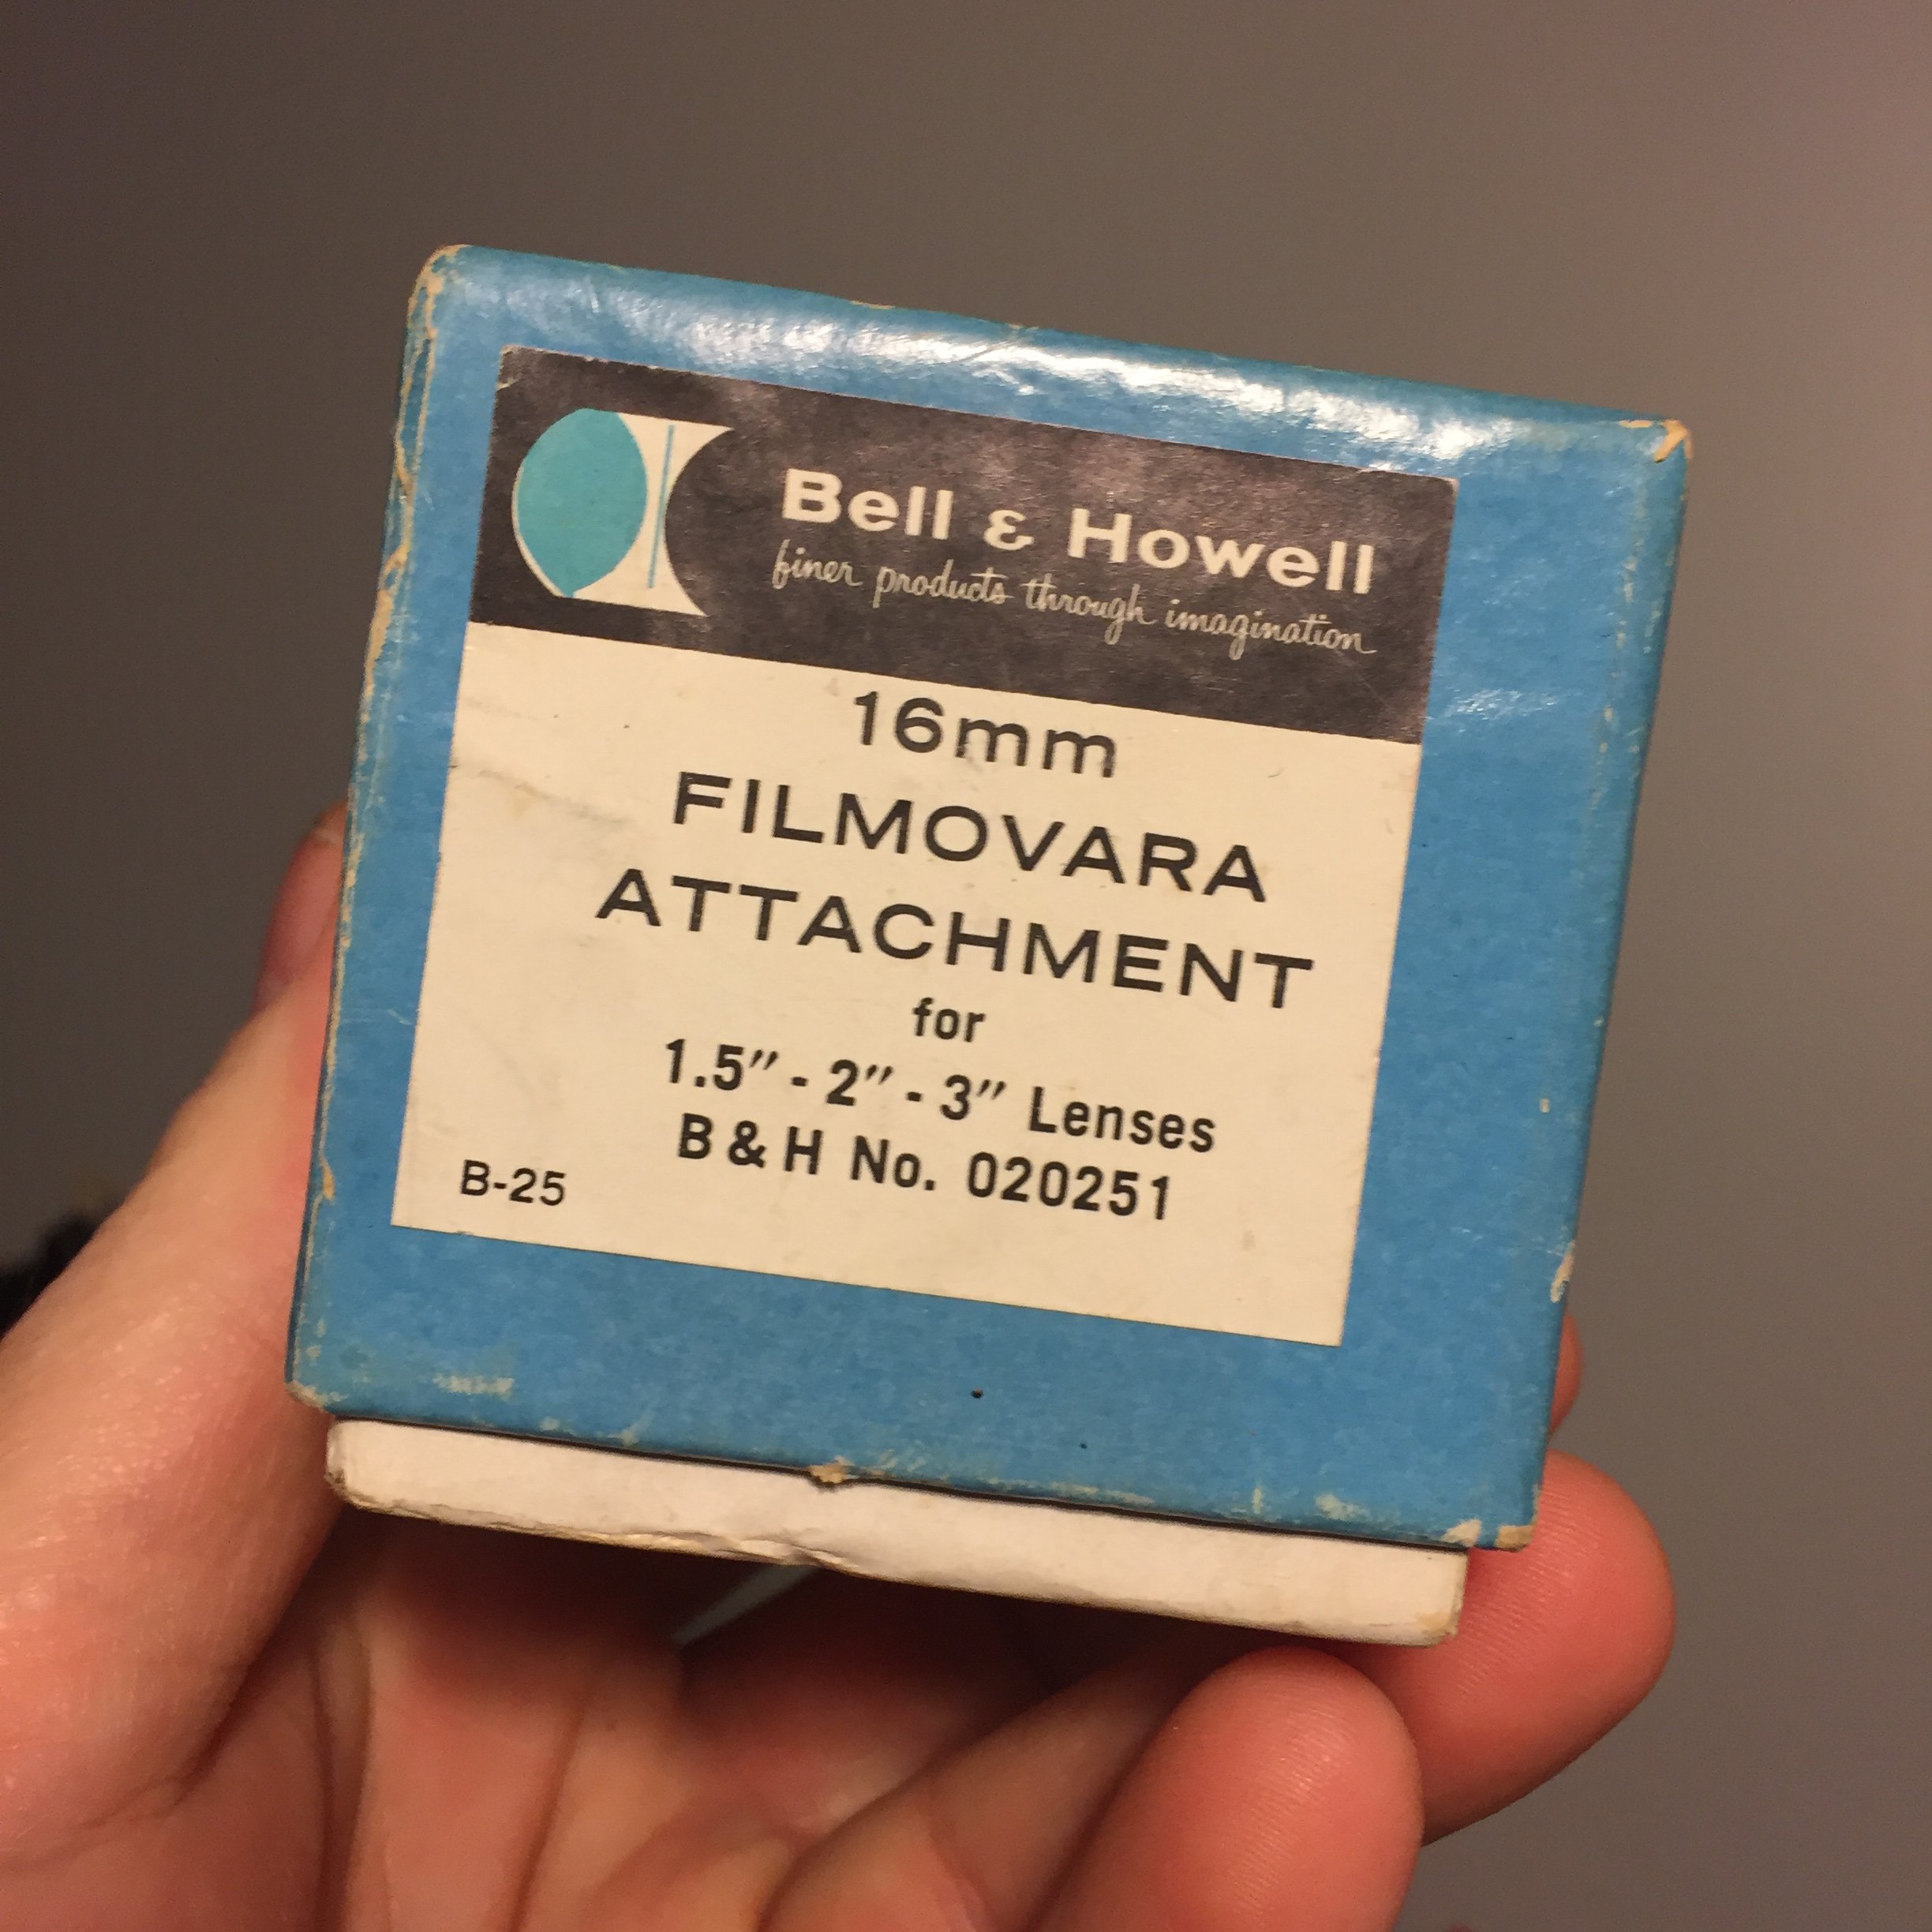 Bell & Howell
finer products through imagination
16mm
FILMOVARA
ATTACHMENT
for
1.5" - 2" - 3" Lenses
B & H No. 020251
B-25